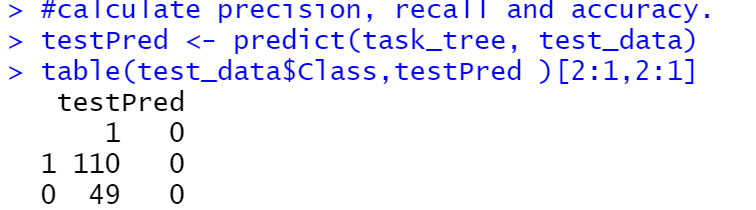 > #calculate precision, recall and accuracy.
> testPred <- predict(task_tree, test_data)
> table(test_data$Class,testPred )[2:1,2:1]
   testPred
      1   0
  1 110   0
  0  49   0